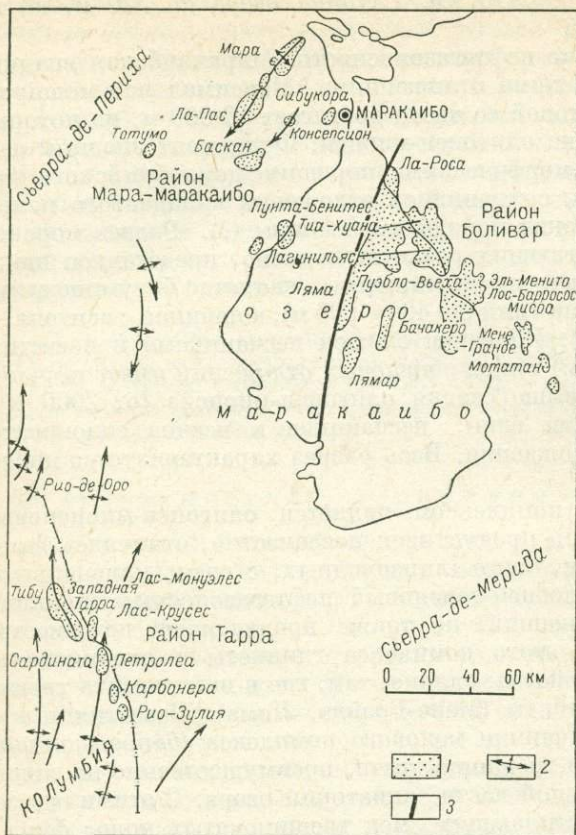 Мара
Сибукора
МАРАКАИБО
Ла-Пас
Консепсион
Баскан
Тотумо
Сьерра-де-Периха
Район
Мара-Маракаибо
Ла-Роса
Пунта-Бенитес
Тиа-Хуана
Район
Боливар
Лагунильяс
Пуэбло-Вьеха
Эль-Менита
Лос-Барросос
Мисоа
Ляма
озеро
Бачакеро
Мене-
Гранде
Мотатано
Лямар
Маракаибо
Рио-де-Оро
Лас-Монуэлес
Тибу
Западная
Тарра
Лас-Крусес
Район Тарра
Сьерра-де-Мерида
Сардината
Петролеа
Карбонера
Рио-Зулия
КОЛУМБИЯ
0 20 40 60 км
1
2
3